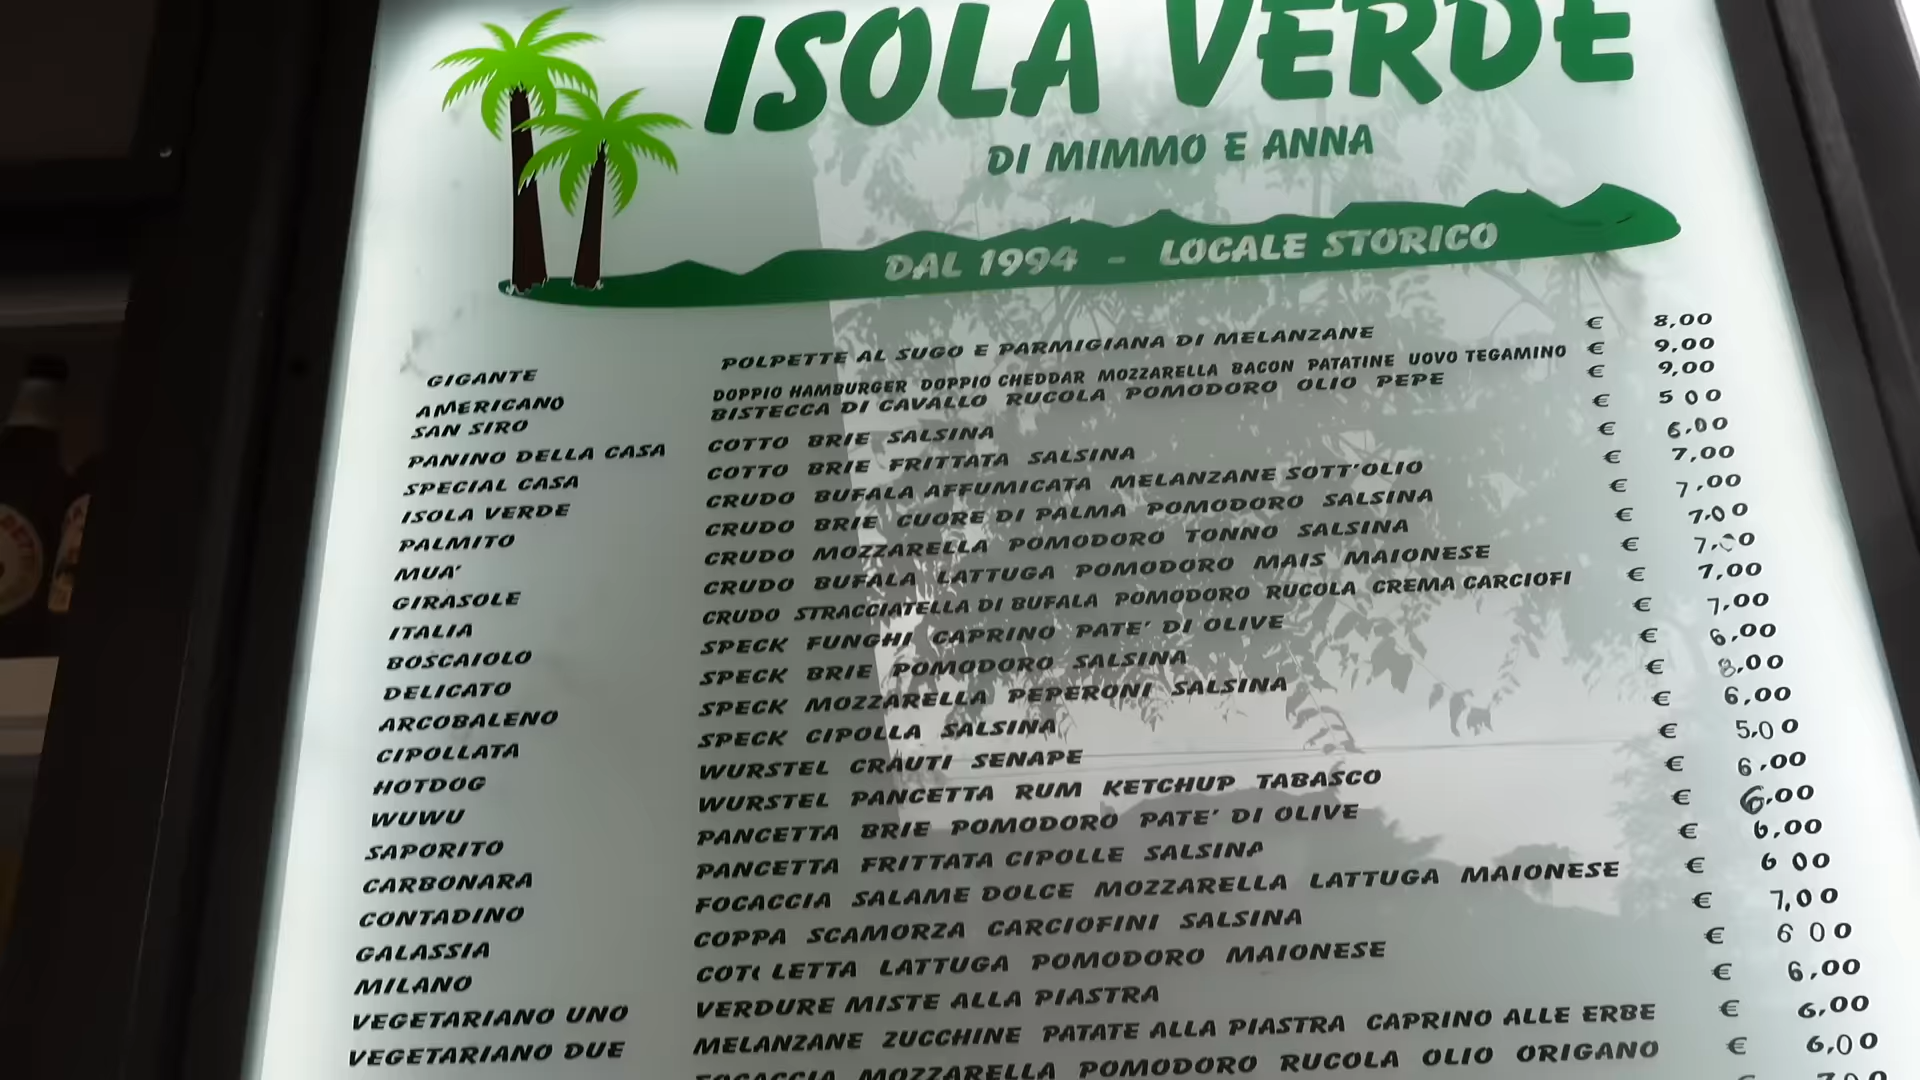 ISOLA VERDE
DI MIMMO E ANNA
DAL 1994 - LOCALE STORICO
GIGANTE POLPETTE AL SUGO E PARMIGIANA DI MELANZANE € 8,00
AMERICANO DOPPIO HAMBURGER DOPPIO CHEDDAR MOZZARELLA BACON PATATINE UOVO TEGAMINO € 9,00
SAN SIRO BISTECCA DI CAVALLO RUCOLA POMODORO OLIO PEPE € 9,00
PANINO DELLA CASA COTTO BRIE SALSINA € 5 00
SPECIAL CASA COTTO BRIE FRITTATA SALSINA € 6,00
ISOLA VERDE CRUDO BUFALA AFFUMICATA MELANZANE SOTT'OLIO € 7,00
PALMITO CRUDO BRIE CUORE DI PALMA POMODORO SALSINA € 7,00
MUA' CRUDO MOZZARELLA POMODORO TONNO SALSINA € 7,00
GIRASOLE CRUDO BUFALA LATTUGA POMODORO MAIS MAIONESE € 7,00
ITALIA CRUDO STRACCIATELLA DI BUFALA POMODORO RUCOLA CREMA CARCIOFI € 7,00
BOSCAIOLO SPECK FUNGHI CAPRINO PATE' DI OLIVE € 7,00
DELICATO SPECK BRIE POMODORO SALSINA € 6,00
ARCOBALENO SPECK MOZZARELLA PEPERONI SALSINA € 8,00
CIPOLLATA SPECK CIPOLLA SALSINA € 6,00
HOTDOG WURSTEL CRAUTI SENAPE € 5,00
WUWU WURSTEL PANCETTA RUM KETCHUP TABASCO € 6,00
SAPORITO PANCETTA BRIE POMODORO PATE' DI OLIVE € 6,00
CARBONARA PANCETTA FRITTATA CIPOLLE SALSINA € 6,00
CONTADINO FOCACCIA SALAME DOLCE MOZZARELLA LATTUGA MAIONESE € 6 00
GALASSIA COPPA SCAMORZA CARCIOFINI SALSINA € 7,00
MILANO COTOLETTA LATTUGA POMODORO MAIONESE € 6 00
VEGETARIANO UNO VERDURE MISTE ALLA PIASTRA € 6,00
VEGETARIANO DUE MELANZANE ZUCCHINE PATATE ALLA PIASTRA CAPRINO ALLE ERBE € 6,00
FOCACCIA MOZZARELLA POMODORO RUCOLA OLIO ORIGANO € 6,00